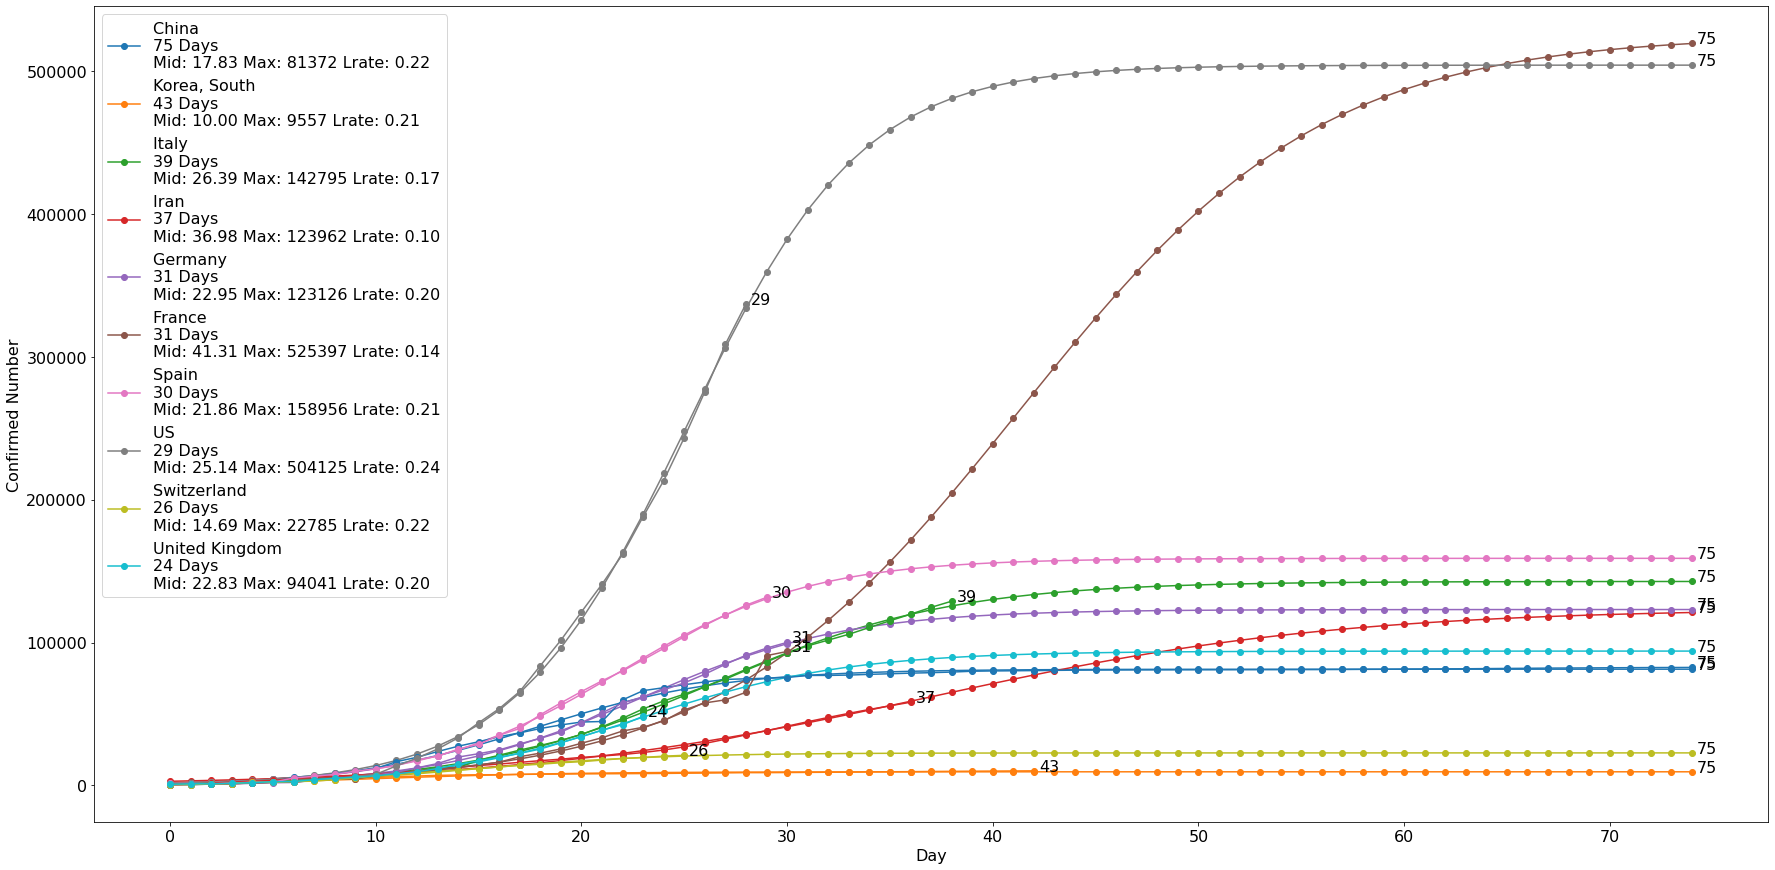 China
75 Days
Mid: 17.83 Max: 81372 Lrate: 0.22
Korea, South
43 Days
Mid: 10.00 Max: 9557 Lrate: 0.21
Italy
39 Days
Mid: 26.39 Max: 142795 Lrate: 0.17
Iran
37 Days
Mid: 36.98 Max: 123962 Lrate: 0.10
Germany
31 Days
Mid: 22.95 Max: 123126 Lrate: 0.20
France
31 Days
Mid: 41.31 Max: 525397 Lrate: 0.14
Spain
30 Days
Mid: 21.86 Max: 158956 Lrate: 0.21
US
29 Days
Mid: 25.14 Max: 504125 Lrate: 0.24
Switzerland
26 Days
Mid: 14.69 Max: 22785 Lrate: 0.22
United Kingdom
24 Days
Mid: 22.83 Max: 94041 Lrate: 0.20
Confirmed Number
500000
400000
300000
200000
100000
0
75
75
29
75
30
39
75
31
31
75
75
75
37
24
75
75
26
75
43
75
0 10 20 30 40 50 60 70
Day